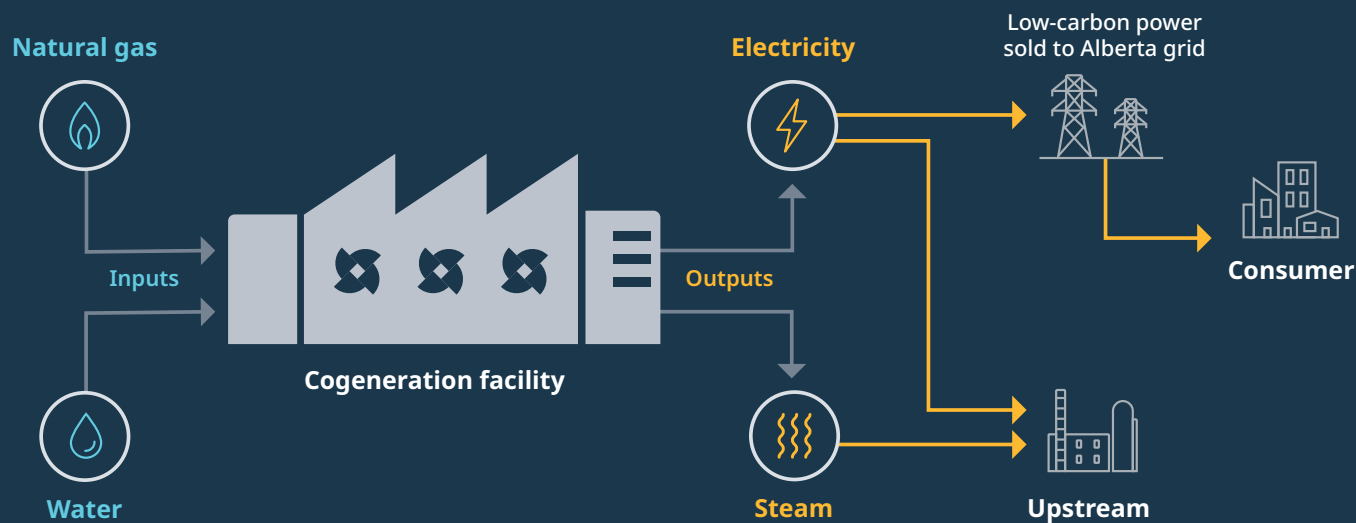 Natural gas
Inputs
Water
Cogeneration facility
Electricity
Outputs
Steam
Low-carbon power
sold to Alberta grid
Consumer
Upstream